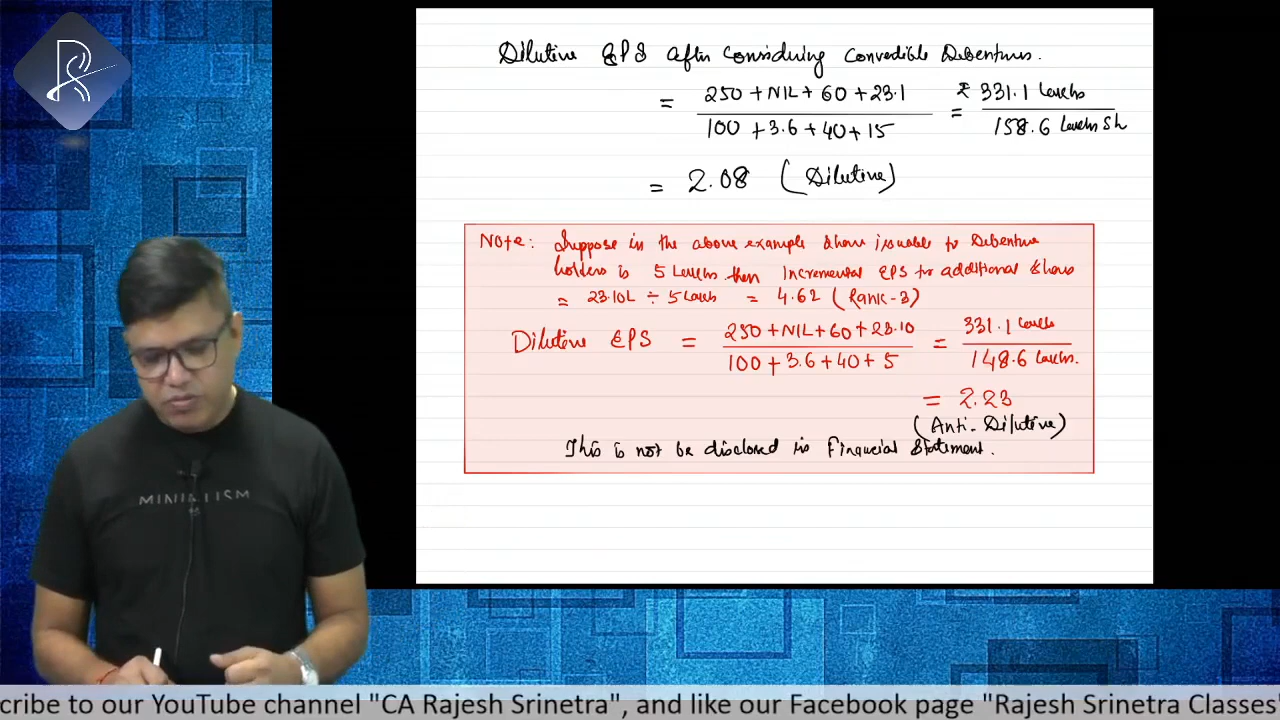 Dilutive EPS after Considering Convertible Debentures.
= 250 + NIL + 60 + 23.1 / 100 + 3.6 + 40 + 15 = ₹ 331.1 Lakhs / 158.6 Lakhs Sh
= 2.08 (Dilutive)
Note: Suppose in the above example Share issuable to Debenture
holders is 5 Lakhs then Incremental EPS for additional Share
= 23.10L ÷ 5 Lakhs = 4.62 (Rank-3)
Dilutive EPS = 250 + NIL + 60 + 23.10 / 100 + 3.6 + 40 + 5 = 331.1 Lakhs / 148.6 Lakhs.
= 2.23
(Anti-Dilutive)
This is not be disclosed in Financial Statement.
MINIMALISM
cribe to our YouTube channel "CA Rajesh Srinetra", and like our Facebook page "Rajesh Srinetra Classes